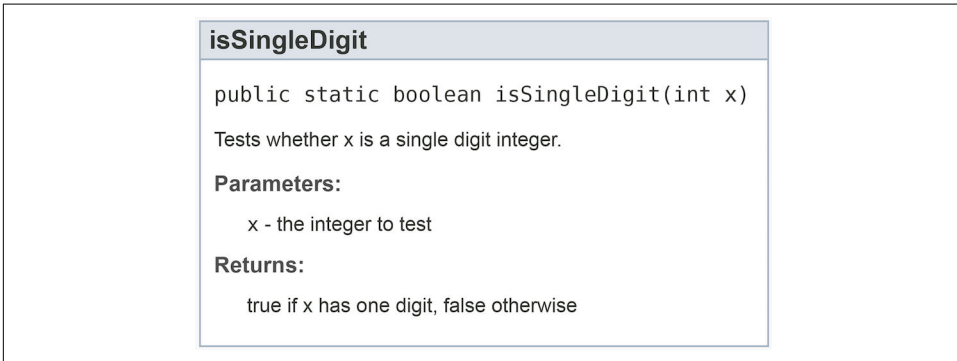 isSingleDigit
public static boolean isSingleDigit(int x)
Tests whether x is a single digit integer.
Parameters:
x - the integer to test
Returns:
true if x has one digit, false otherwise